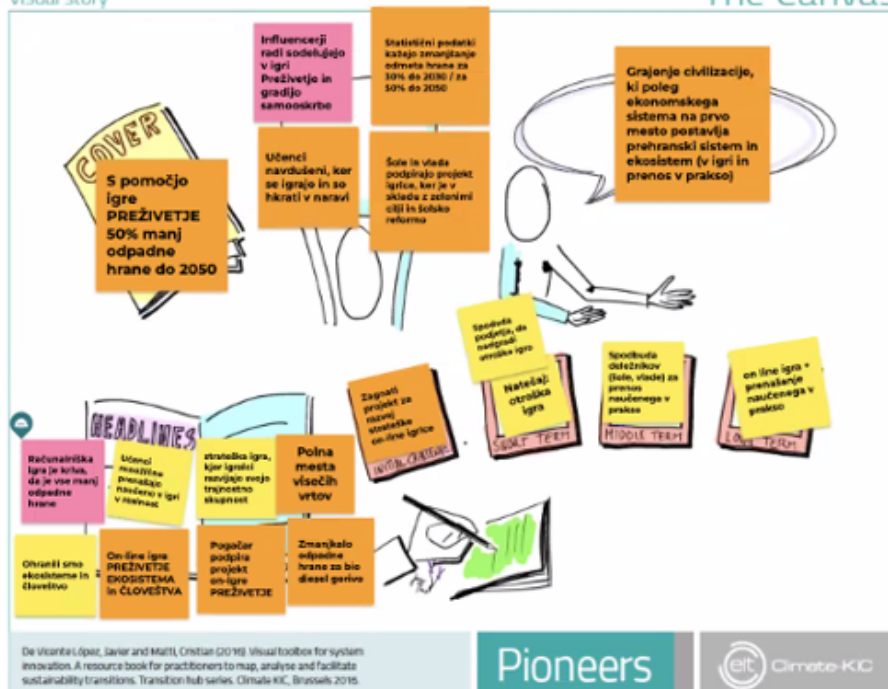 Visual Story
The Canvas
Influencerji
radi sodelujejo
v igri
Preživetje in
gradijo
samooskrbo
Statistični podatki
kažejo zmanjšanje
odmeta hrane za
30% do 2030 / za
50% do 2050
Grajenje civilizacije,
ki poleg
ekonomskega
sistema na prvo
mesto postavlja
prehranski sistem in
ekosistem (v igri in
prenos v prakso)
COVER
S pomočjo
igre
PREŽIVETJE
50% manj
odpadne
hrane do 2050
Učenci
navdušeni, ker
se igrajo in so
hkrati v naravi
Šole in vlada
podpirajo projekt
igrice, ker je v
skladu z zelenimi
cilji in šolsko
reformo
Spodbuda
podjetja, da
nadgradi
otroško igro
Zagnati
projekt za
razvoj
strateške
on-line igrice
INITIAL
Natečaj:
otroška
igra
SHORT TERM
Spodbuda
deležnikov
(šole, vlade) za
prenos
naučenega v
prakso
MIDDLE TERM
on line igra +
prenašanje
naučenega v
prakso
LONG TERM
HEADLINES
Računalniška
igra je kriva,
da je vse manj
odpadne
hrane
Učenci
množično
prenašajo
naučeno v igri
v realnost
strateška igra,
kjer igralci
razvijajo svojo
trajnostno
skupnost
Polna
mesta
visečih
vrtov
Ohranili smo
ekosisteme in
človeštvo
On-line igra
PREŽIVETJE
EKOSISTEMA
in ČLOVEŠTVA
Pogačar
podpira
projekt
on-igre
PREŽIVETJE
Zmanjkalo
odpadne
hrane za bio
diesel gorivo
De Vicente López, Javier and Matti, Cristian (2016). Visual toolbox for system
innovation. A resource book for practitioners to map, analyse and facilitate
sustainability transitions. Transition hub series. Climate KIC, Brussels 2016.
Pioneers
eit Climate-KIC